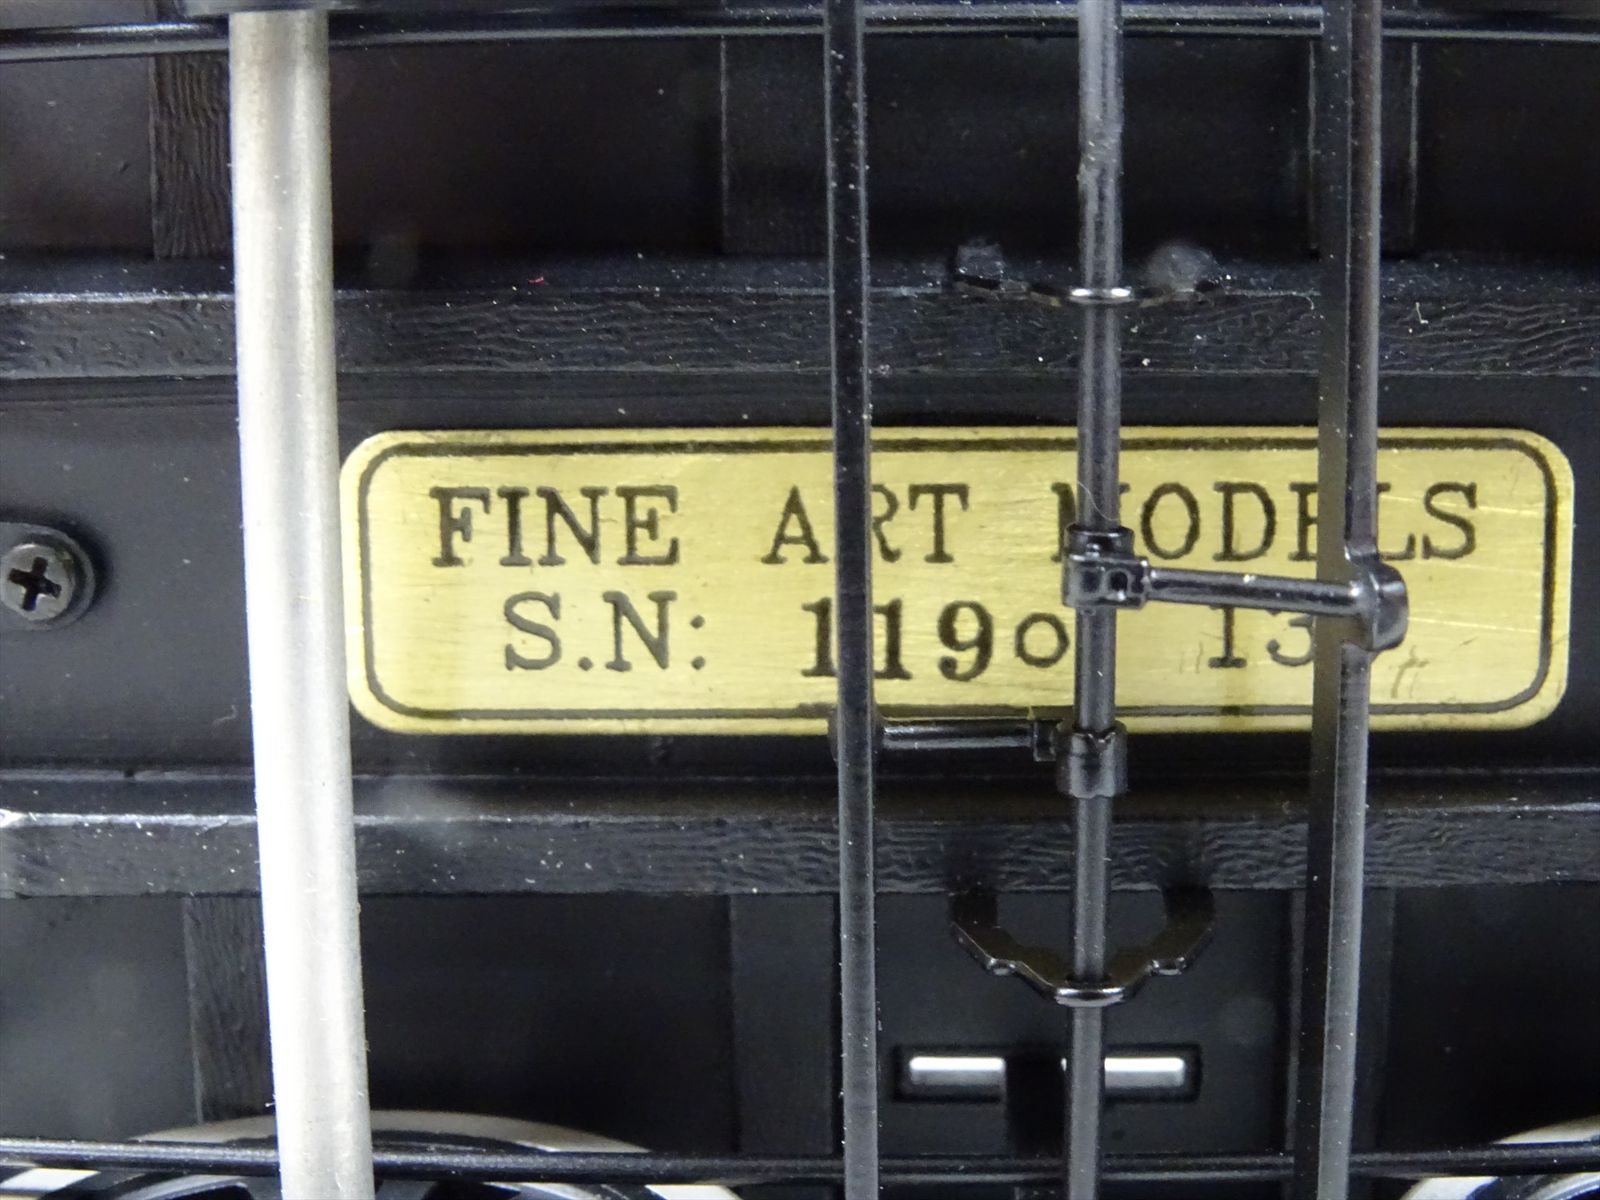 FINE ART MODELS
S.N: 119o 13